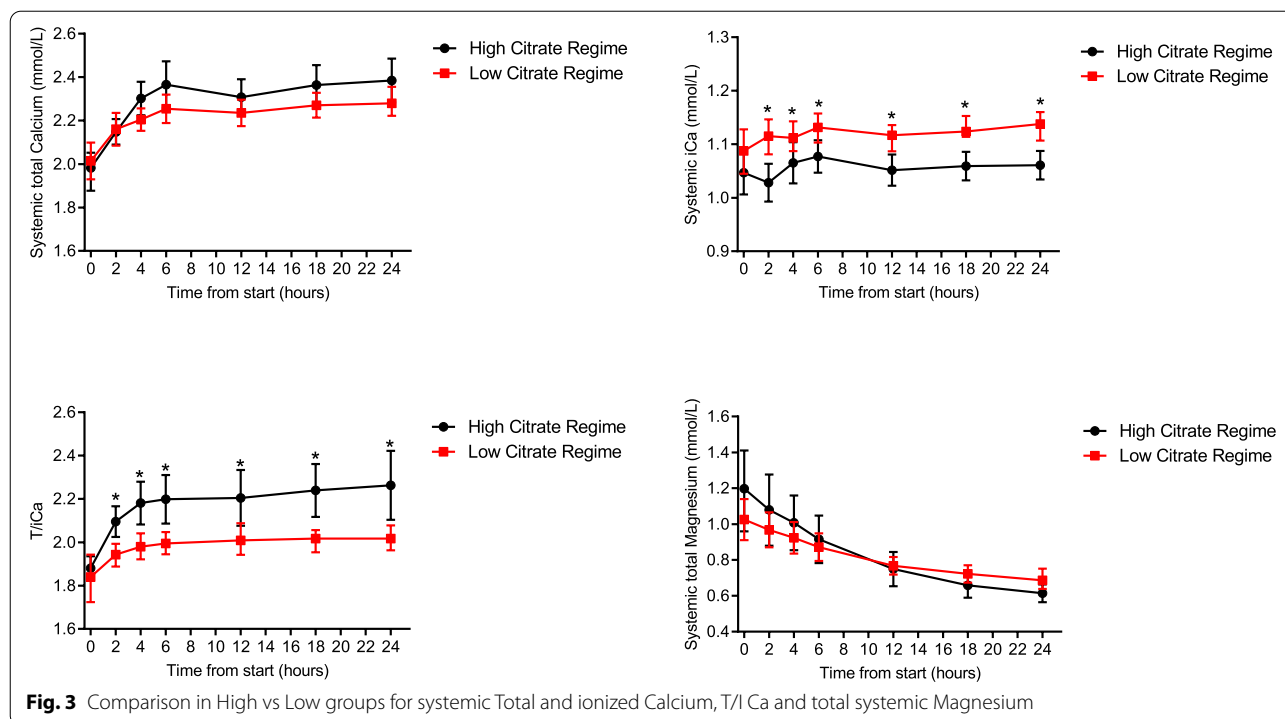 2.6
2.4
2.2
2.0
1.8
1.6
Systemic total Calcium (mmol/L)
0 2 4 6 8 10 12 14 16 18 20 22 24
Time from start (hours)
High Citrate Regime
Low Citrate Regime
1.3
1.2
1.1
1.0
0.9
Systemic iCa (mmol/L)
* * * * * *
0 2 4 6 8 10 12 14 16 18 20 22 24
Time from start (hours)
High Citrate Regime
Low Citrate Regime
2.6
2.4
2.2
2.0
1.8
1.6
T/iCa
* * * * * *
0 2 4 6 8 10 12 14 16 18 20 22 24
Time from start (hours)
High Citrate Regime
Low Citrate Regime
1.6
1.4
1.2
1.0
0.8
0.6
0.4
Systemic total Magnesium (mmol/L)
0 2 4 6 8 10 12 14 16 18 20 22 24
Time from start (hours)
High Citrate Regime
Low Citrate Regime
Fig. 3 Comparison in High vs Low groups for systemic Total and ionized Calcium, T/I Ca and total systemic Magnesium